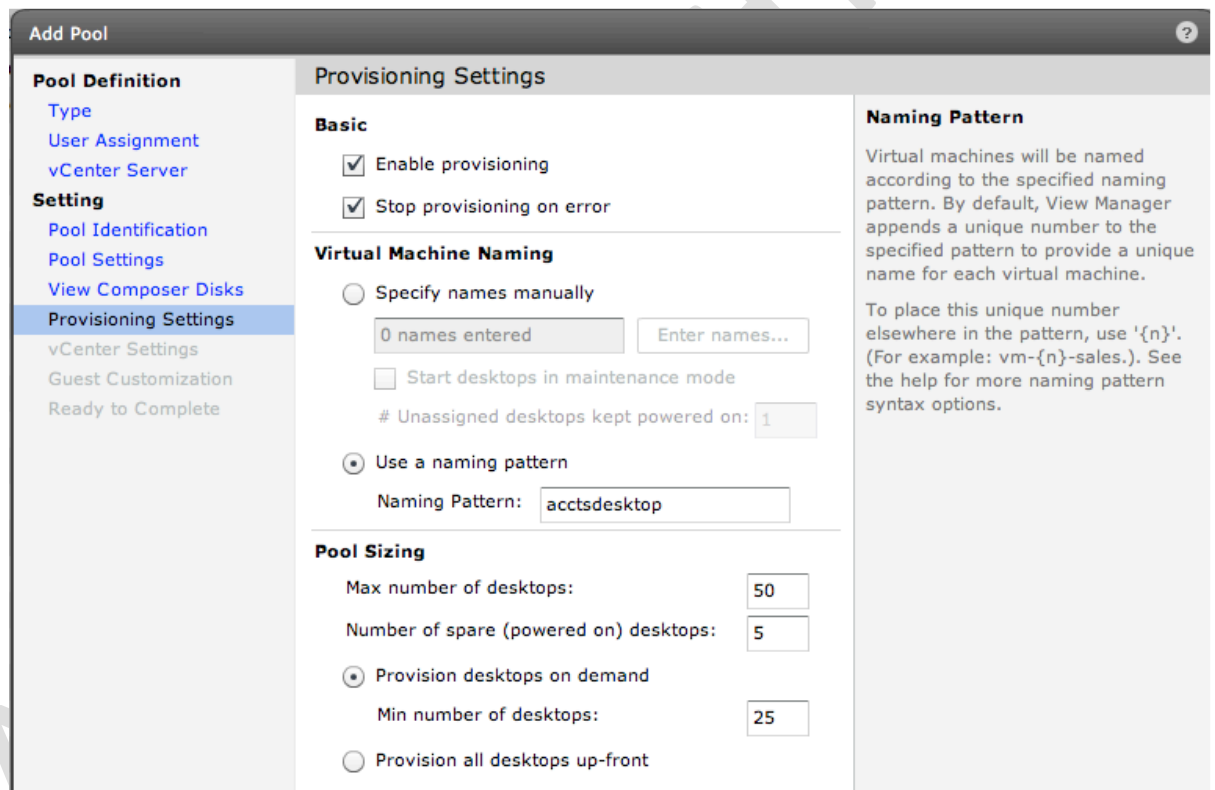 Add Pool
?
Pool Definition
Type
User Assignment
vCenter Server
Setting
Pool Identification
Pool Settings
View Composer Disks
Provisioning Settings
vCenter Settings
Guest Customization
Ready to Complete
Provisioning Settings
Basic
Enable provisioning
Stop provisioning on error
Virtual Machine Naming
Specify names manually
0 names entered
Enter names...
Start desktops in maintenance mode
# Unassigned desktops kept powered on: 1
Use a naming pattern
Naming Pattern: acctsdesktop
Pool Sizing
Max number of desktops: 50
Number of spare (powered on) desktops: 5
Provision desktops on demand
Min number of desktops: 25
Provision all desktops up-front
Naming Pattern
Virtual machines will be named
according to the specified naming
pattern. By default, View Manager
appends a unique number to the
specified pattern to provide a unique
name for each virtual machine.
To place this unique number
elsewhere in the pattern, use '{n}'.
(For example: vm-{n}-sales.). See
the help for more naming pattern
syntax options.